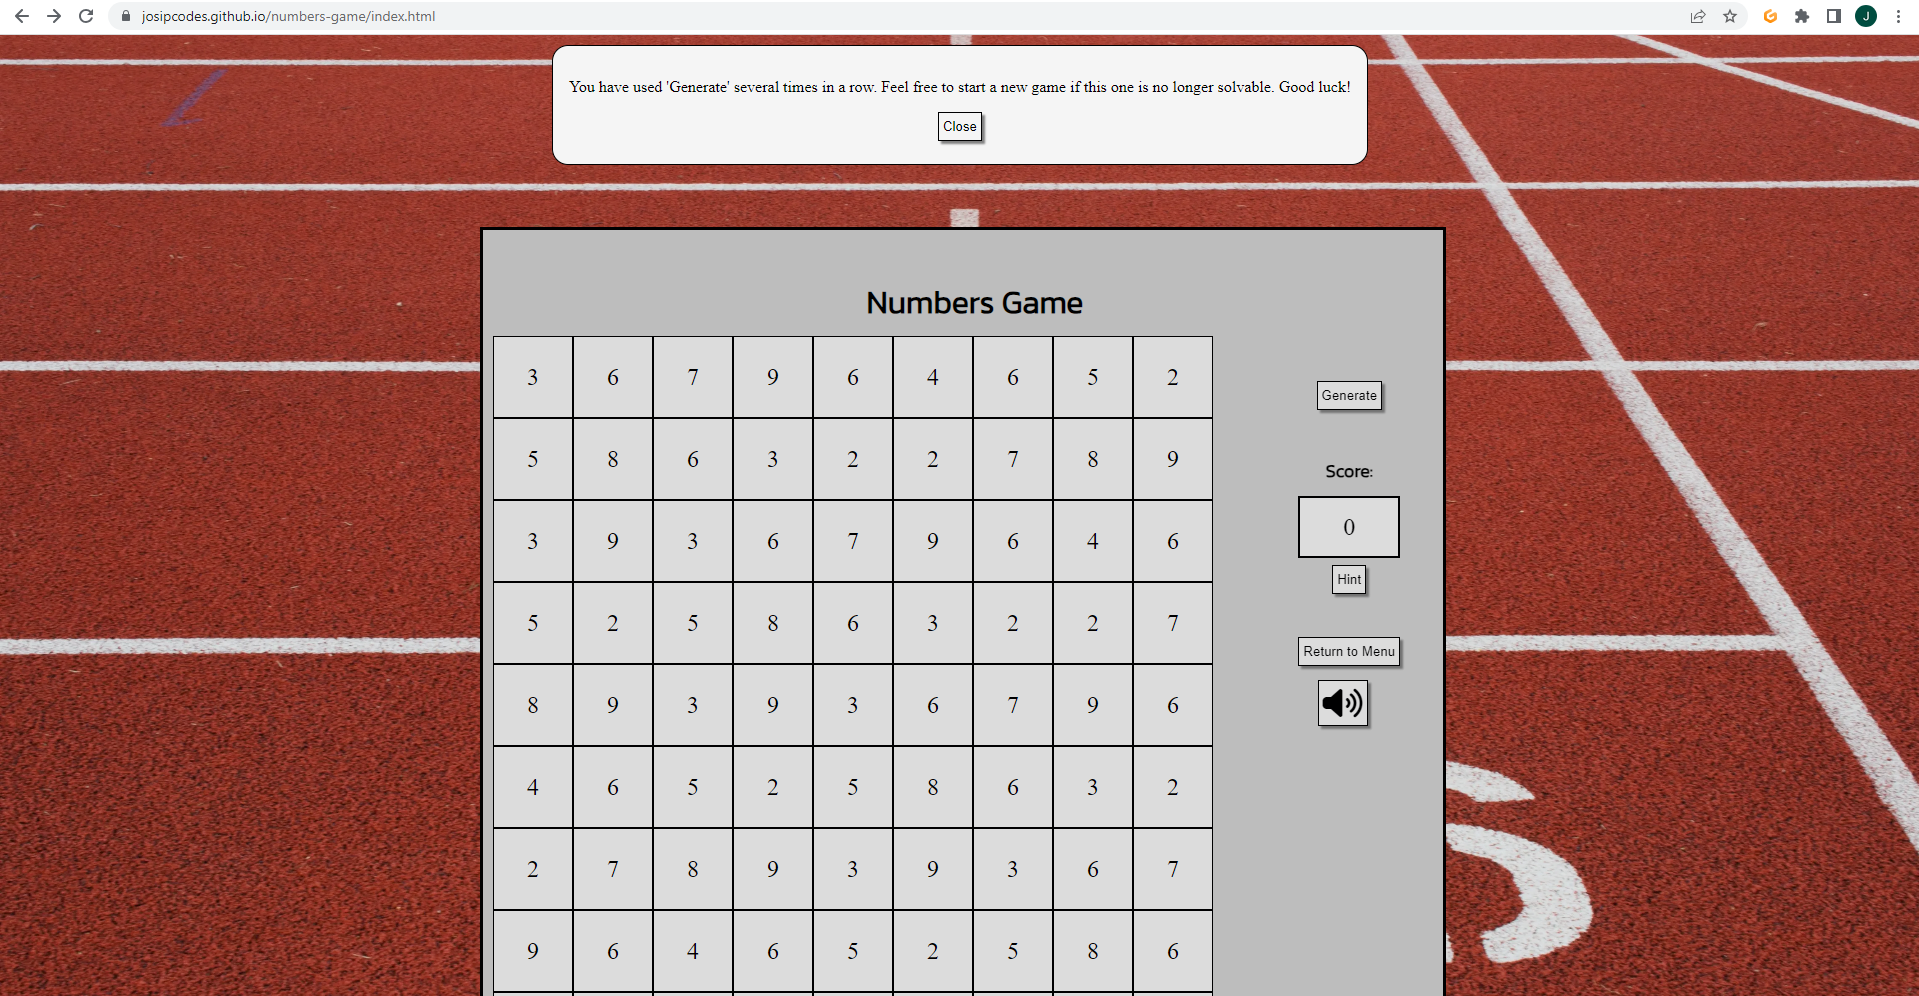 josipcodes.github.io/numbers-game/index.html
J
You have used 'Generate' several times in a row. Feel free to start a new game if this one is no longer solvable. Good luck!
Close
Numbers Game
3 6 7 9 6 4 6 5 2
5 8 6 3 2 2 7 8 9
3 9 3 6 7 9 6 4 6
5 2 5 8 6 3 2 2 7
8 9 3 9 3 6 7 9 6
4 6 5 2 5 8 6 3 2
2 7 8 9 3 9 3 6 7
9 6 4 6 5 2 5 8 6
Generate
Score:
0
Hint
Return to Menu